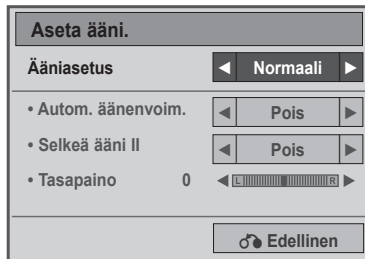 Aseta ääni.
Ääniasetus ◄ Normaali ►
• Autom. äänenvoim. ◄ Pois ►
• Selkeä ääni II ◄ Pois ►
• Tasapaino 0 ◄ L R ►
Edellinen